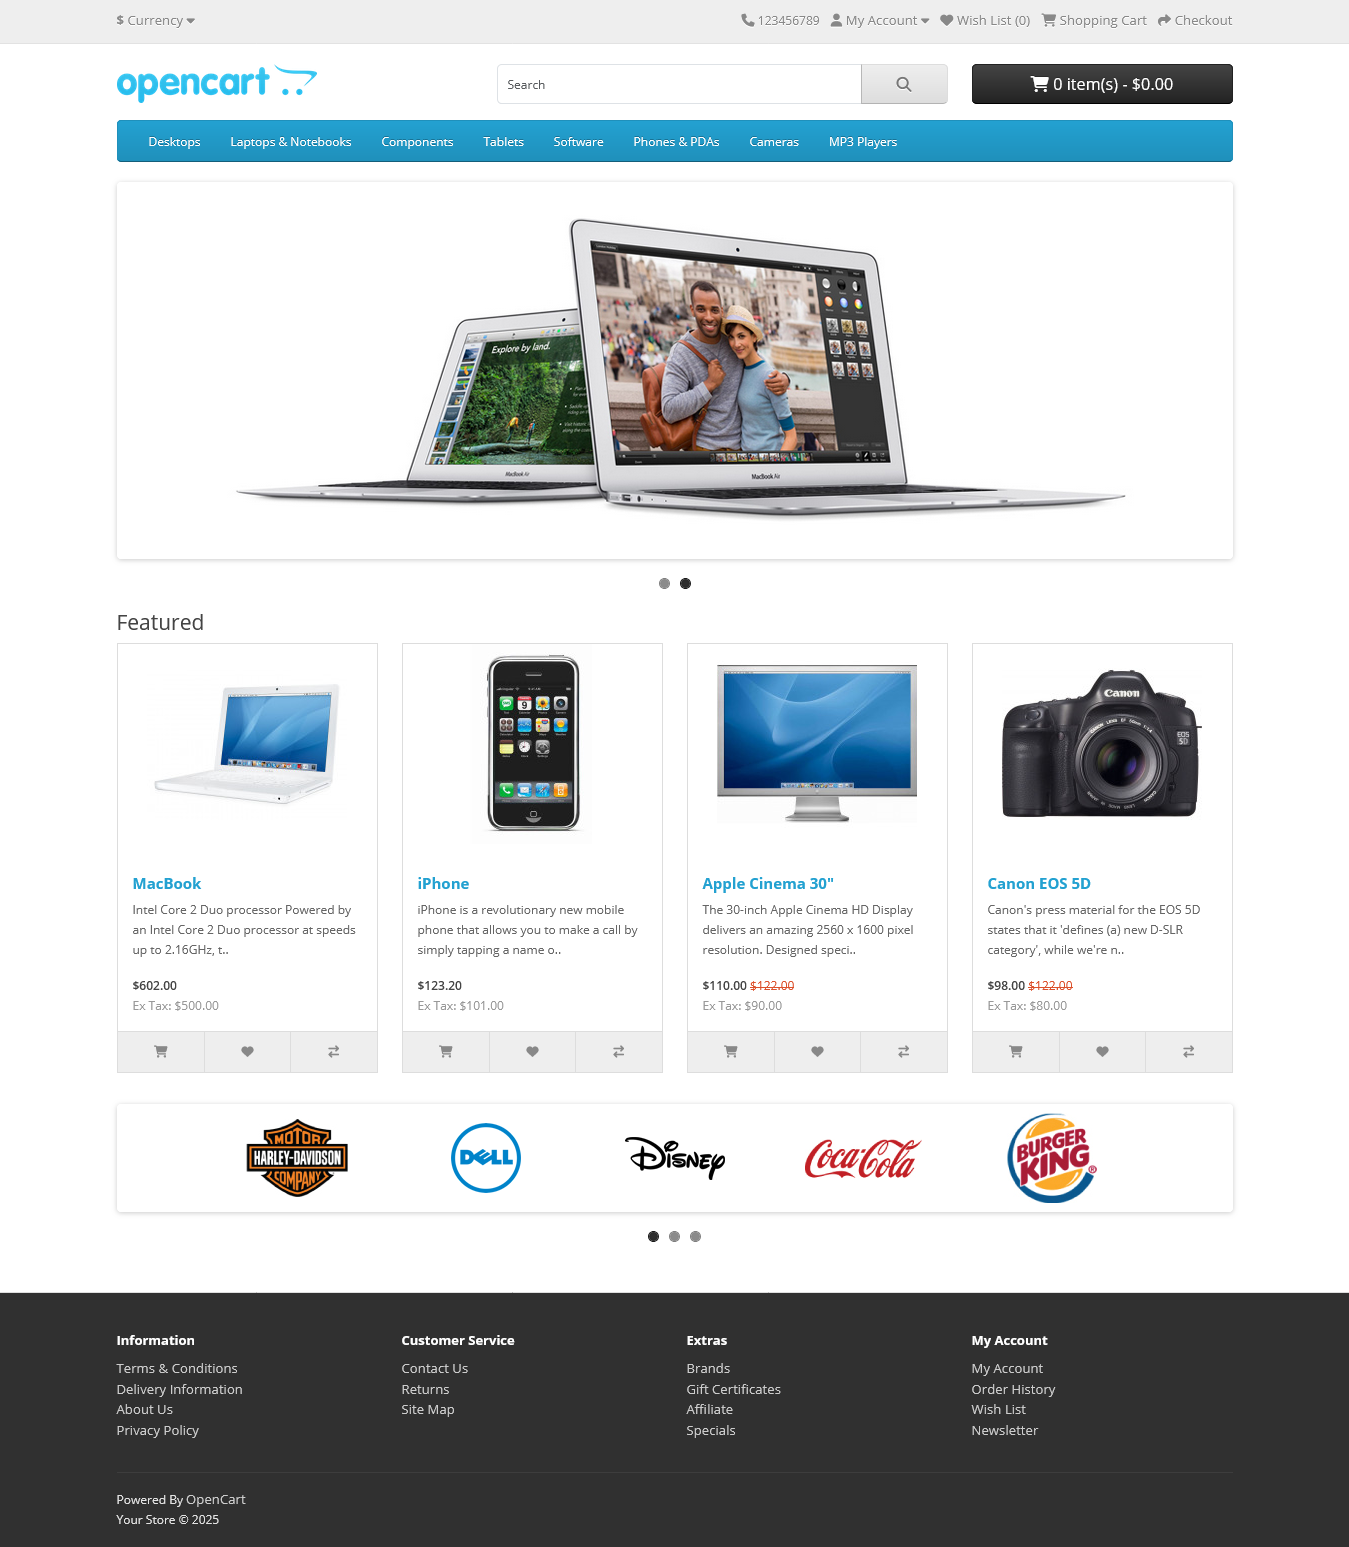 $ Currency
123456789 My Account Wish List (0) Shopping Cart Checkout
opencart
Search
0 item(s) - $0.00
Desktops Laptops & Notebooks Components Tablets Software Phones & PDAs Cameras MP3 Players
Explore by land.
MacBook Air
MacBook Air
Featured
Canon
EOS
5D
MacBook
Intel Core 2 Duo processor Powered by
an Intel Core 2 Duo processor at speeds
up to 2.16GHz, t..
$602.00
Ex Tax: $500.00
iPhone
iPhone is a revolutionary new mobile
phone that allows you to make a call by
simply tapping a name o..
$123.20
Ex Tax: $101.00
Apple Cinema 30"
The 30-inch Apple Cinema HD Display
delivers an amazing 2560 x 1600 pixel
resolution. Designed speci..
$110.00 $122.00
Ex Tax: $90.00
Canon EOS 5D
Canon's press material for the EOS 5D
states that it 'defines (a) new D-SLR
category', while we're n..
$98.00 $122.00
Ex Tax: $80.00
MOTOR
HARLEY-DAVIDSON
COMPANY
DELL
Disney
Coca-Cola
BURGER
KING®
Information
Terms & Conditions
Delivery Information
About Us
Privacy Policy
Customer Service
Contact Us
Returns
Site Map
Extras
Brands
Gift Certificates
Affiliate
Specials
My Account
My Account
Order History
Wish List
Newsletter
Powered By OpenCart
Your Store © 2025